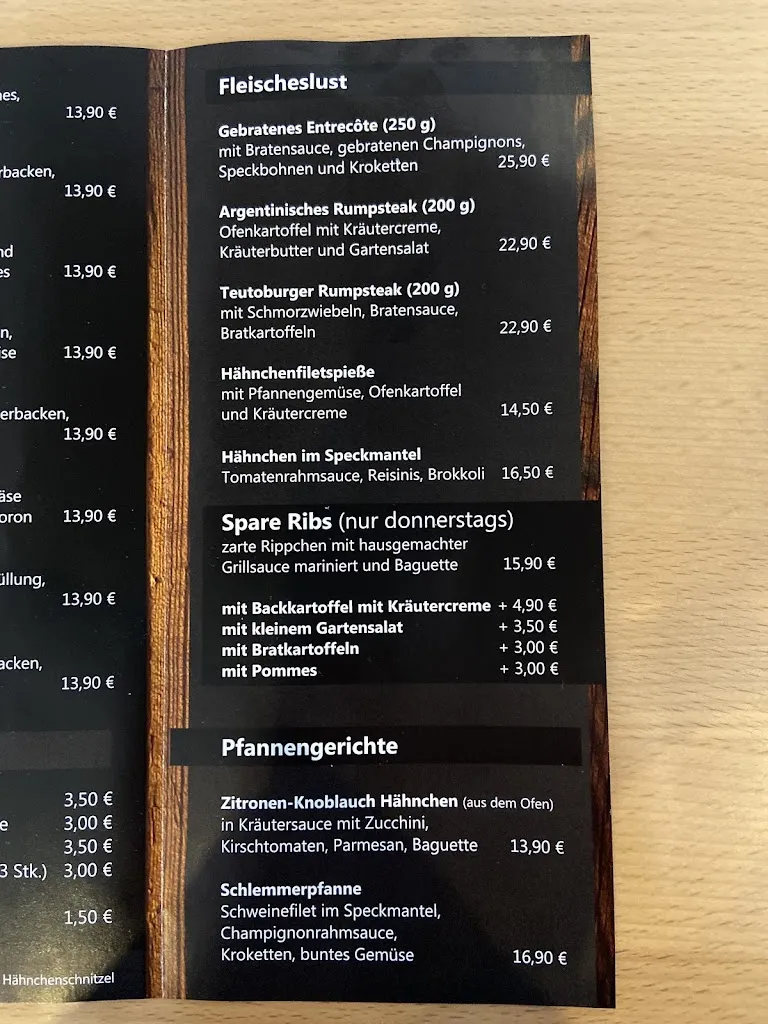 13,90 €
13,90 €
13,90 €
13,90 €
13,90 €
13,90 €
13,90 €
13,90 €
3,50 €
3,00 €
3,50 €
3 Stk.) 3,00 €
1,50 €
Hähnchenschnitzel
Fleischeslust
Gebratenes Entrecôte (250 g)
mit Bratensauce, gebratenen Champignons,
Speckbohnen und Kroketten 25,90 €
Argentinisches Rumpsteak (200 g)
Ofenkartoffel mit Kräutercreme,
Kräuterbutter und Gartensalat 22,90 €
Teutoburger Rumpsteak (200 g)
mit Schmorzwiebeln, Bratensauce,
Bratkartoffeln 22,90 €
Hähnchenfiletspieße
mit Pfannengemüse, Ofenkartoffel
und Kräutercreme 14,50 €
Hähnchen im Speckmantel
Tomatenrahmsauce, Reisinis, Brokkoli 16,50 €
Spare Ribs (nur donnerstags)
zarte Rippchen mit hausgemachter
Grillsauce mariniert und Baguette 15,90 €
mit Backkartoffel mit Kräutercreme + 4,90 €
mit kleinem Gartensalat + 3,50 €
mit Bratkartoffeln + 3,00 €
mit Pommes + 3,00 €
Pfannengerichte
Zitronen-Knoblauch Hähnchen (aus dem Ofen)
in Kräutersauce mit Zucchini,
Kirschtomaten, Parmesan, Baguette 13,90 €
Schlemmerpfanne
Schweinefilet im Speckmantel,
Champignonrahmsauce,
Kroketten, buntes Gemüse 16,90 €